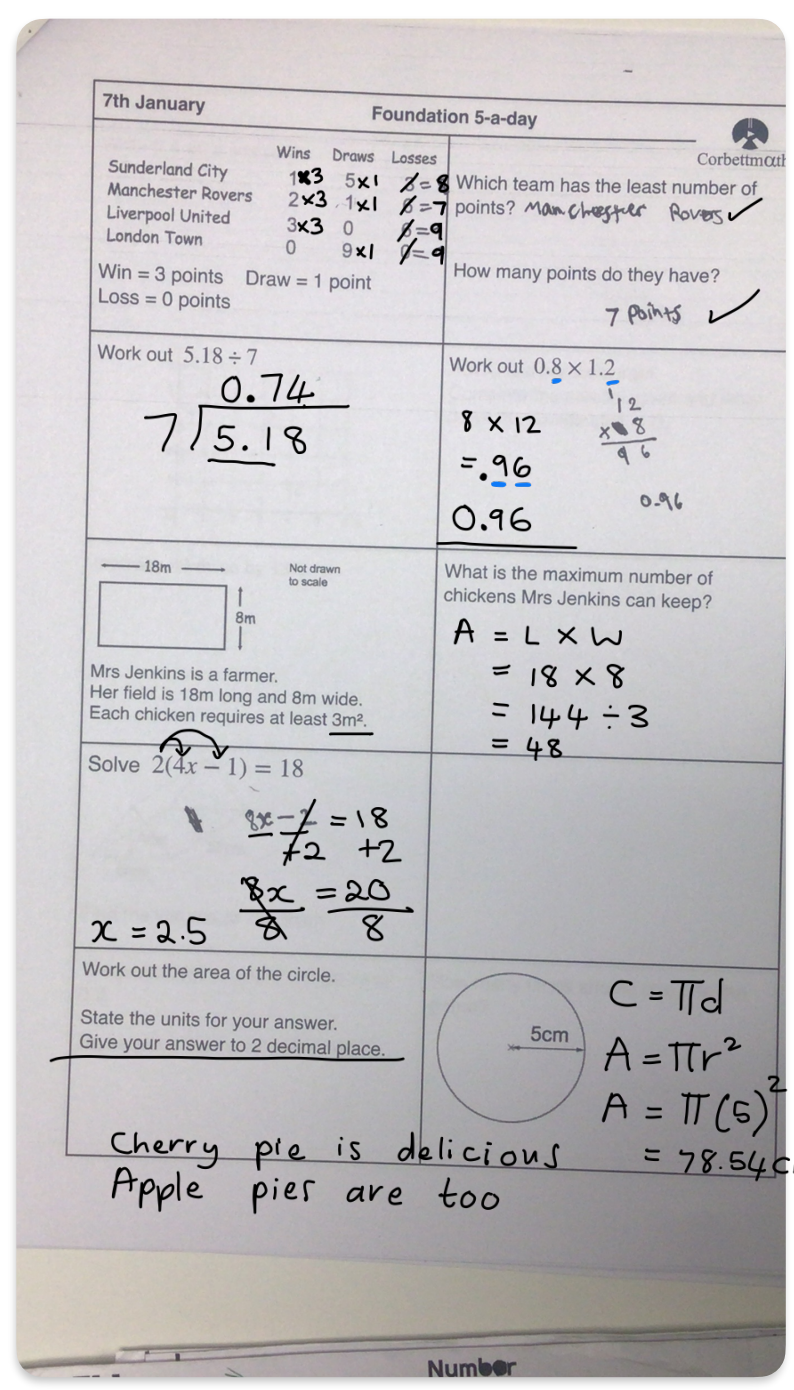 7th January
Foundation 5-a-day
Corbettmαth
Wins Draws Losses
Sunderland City 1×3 5×1 3=8
Manchester Rovers 2×3 1×1 6=7
Liverpool United 3×3 0 6=9
London Town 0 9×1 0=9
Win = 3 points Draw = 1 point
Loss = 0 points
Which team has the least number of
points? Manchester Rovers ✓
How many points do they have?
7 points ✓
Work out 5.18 ÷ 7
0.74
7 5.18
Work out 0.8 × 1.2
8 × 12
= .96
0.96
12
× 8
96
0.96
18m
Not drawn
to scale
8m
Mrs Jenkins is a farmer.
Her field is 18m long and 8m wide.
Each chicken requires at least 3m².
What is the maximum number of
chickens Mrs Jenkins can keep?
A = L × W
= 18 × 8
= 144 ÷ 3
= 48
Solve 2(4x − 1) = 18
8x − 2 = 18
+2 +2
8x = 20
8 8
x = 2.5
Work out the area of the circle.
State the units for your answer.
Give your answer to 2 decimal place.
5cm
C = πd
A = πr²
A = π(5)²
= 78.54c
Cherry pie is delicious
Apple pies are too
Number